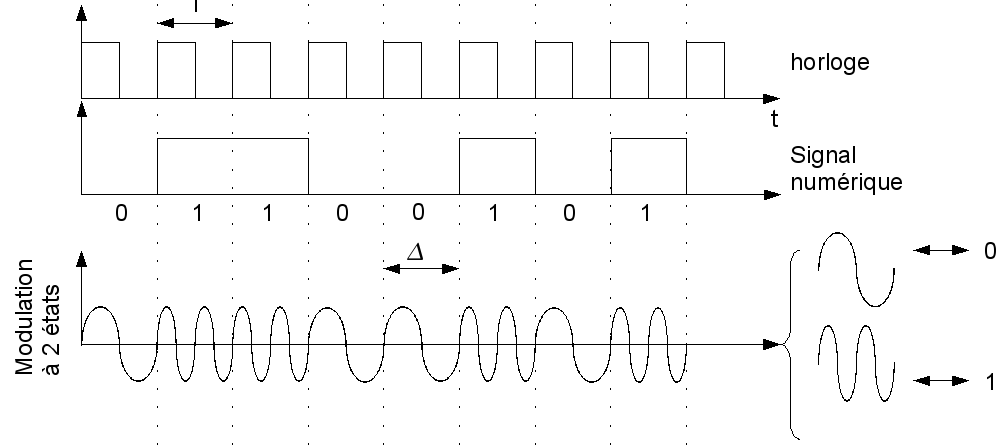 horloge
t
Signal
numérique
0 1 1 0 0 1 0 1
Δ
Modulation
à 2 états
0
1